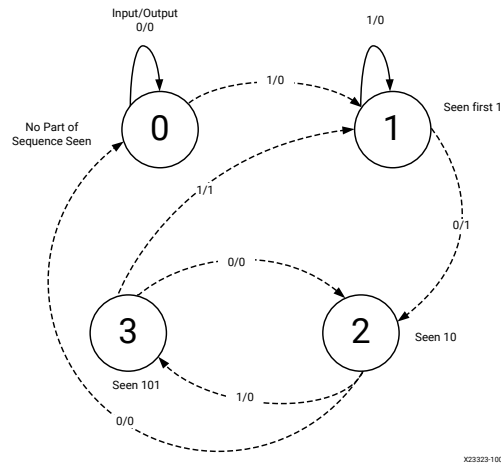 Input/Output
0/0
1/0
1/0
0
1
Seen first 1
No Part of
Sequence Seen
1/1
0/1
0/0
3
2
Seen 10
Seen 101
1/0
0/0
X23323-100